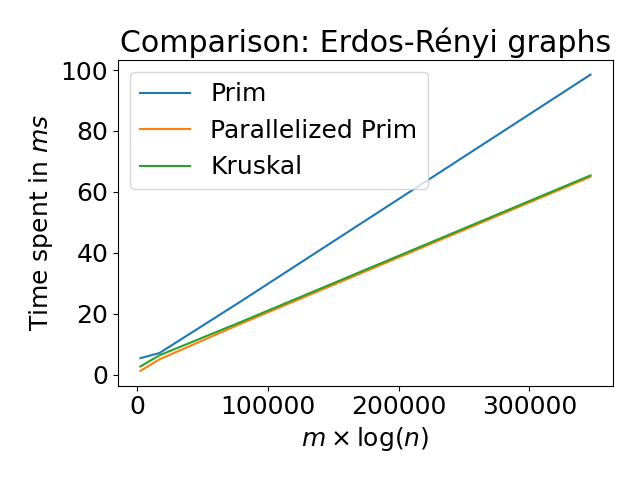 Comparison: Erdos-Rényi graphs
Time spent in ms
100
80
60
40
20
0
Prim
Parallelized Prim
Kruskal
0 100000 200000 300000
m × log(n)